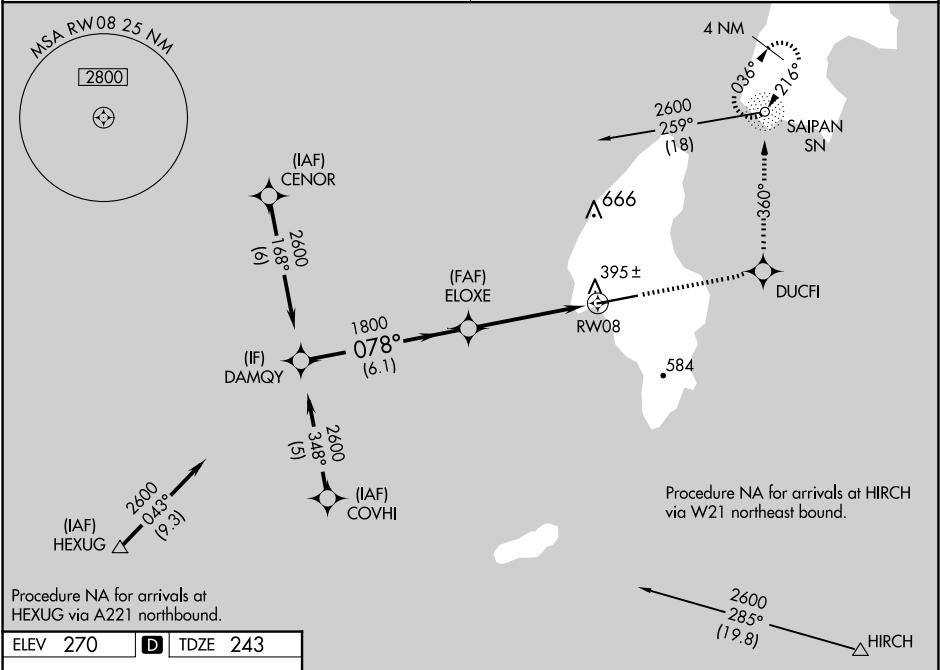 MSA RW08 25 NM
2800
4 NM
036°
216°
2600
259°
(18)
SAIPAN
SN
(IAF)
CENOR
2600
168°
(6)
666
360°
395±
(FAF)
ELOXE
DUCFI
RW08
1800
078°
(6.1)
(IF)
DAMQY
584
2600
348°
(5)
(IAF)
COVHI
2600
043°
(9.3)
(IAF)
HEXUG
Procedure NA for arrivals at HIRCH
via W21 northeast bound.
Procedure NA for arrivals at
HEXUG via A221 northbound.
2600
285°
(19.8)
HIRCH
ELEV 270 D TDZE 243